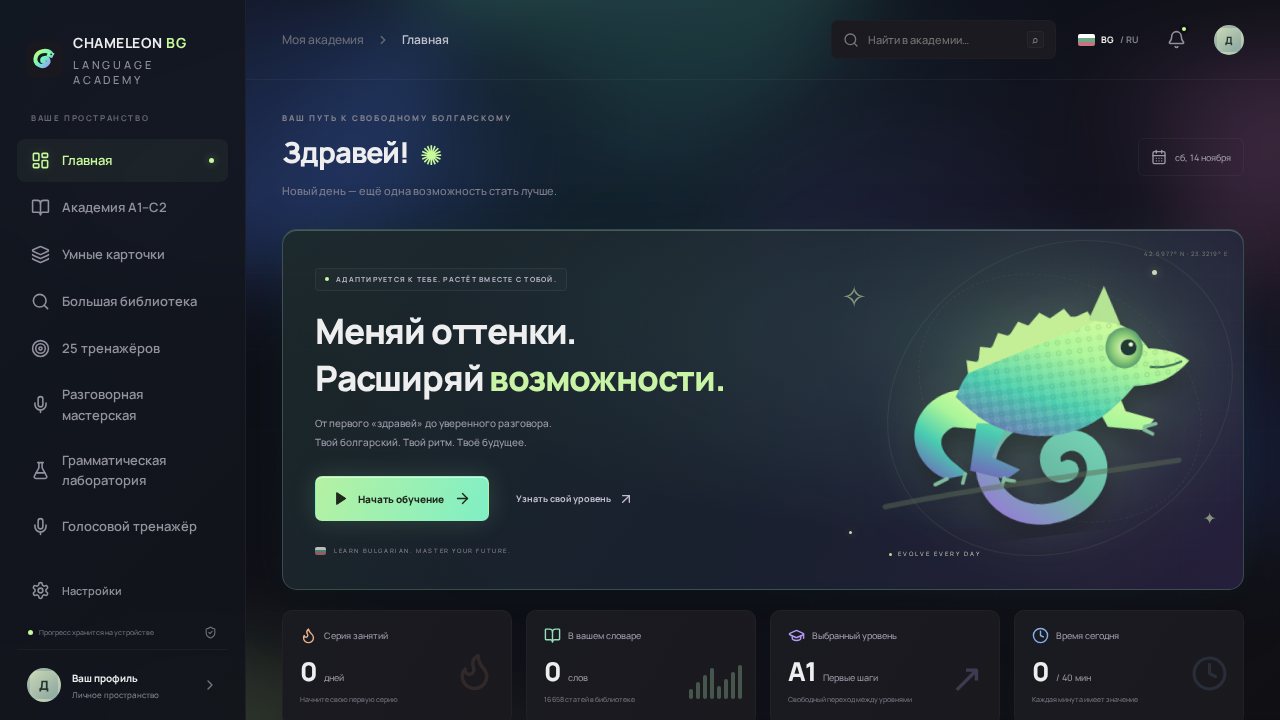 CHAMELEON BG
LANGUAGE
ACADEMY
ВАШЕ ПРОСТРАНСТВО
Главная
Академия A1–C2
Умные карточки
Большая библиотека
25 тренажёров
Разговорная
мастерская
Грамматическая
лаборатория
Голосовой тренажёр
Настройки
Прогресс хранится на устройстве
Д
Ваш профиль
Личное пространство
Моя академия
Главная
Найти в академии...
BG / RU
Д
ВАШ ПУТЬ К СВОБОДНОМУ БОЛГАРСКОМУ
Здравей!
Новый день — ещё одна возможность стать лучше.
сб, 14 ноября
АДАПТИРУЕТСЯ К ТЕБЕ. РАСТЁТ ВМЕСТЕ С ТОБОЙ.
Меняй оттенки.
Расширяй возможности.
От первого «здравей» до уверенного разговора.
Твой болгарский. Твой ритм. Твоё будущее.
Начать обучение
Узнать свой уровень
LEARN BULGARIAN. MASTER YOUR FUTURE.
42.6977° N · 23.3219° E
EVOLVE EVERY DAY
Серия занятий
0 дней
Начните свою первую серию
В вашем словаре
0 слов
16 658 статей в библиотеке
Выбранный уровень
A1 Первые шаги
Свободный переход между уровнями
Время сегодня
0 / 40 мин
Каждая минута имеет значение